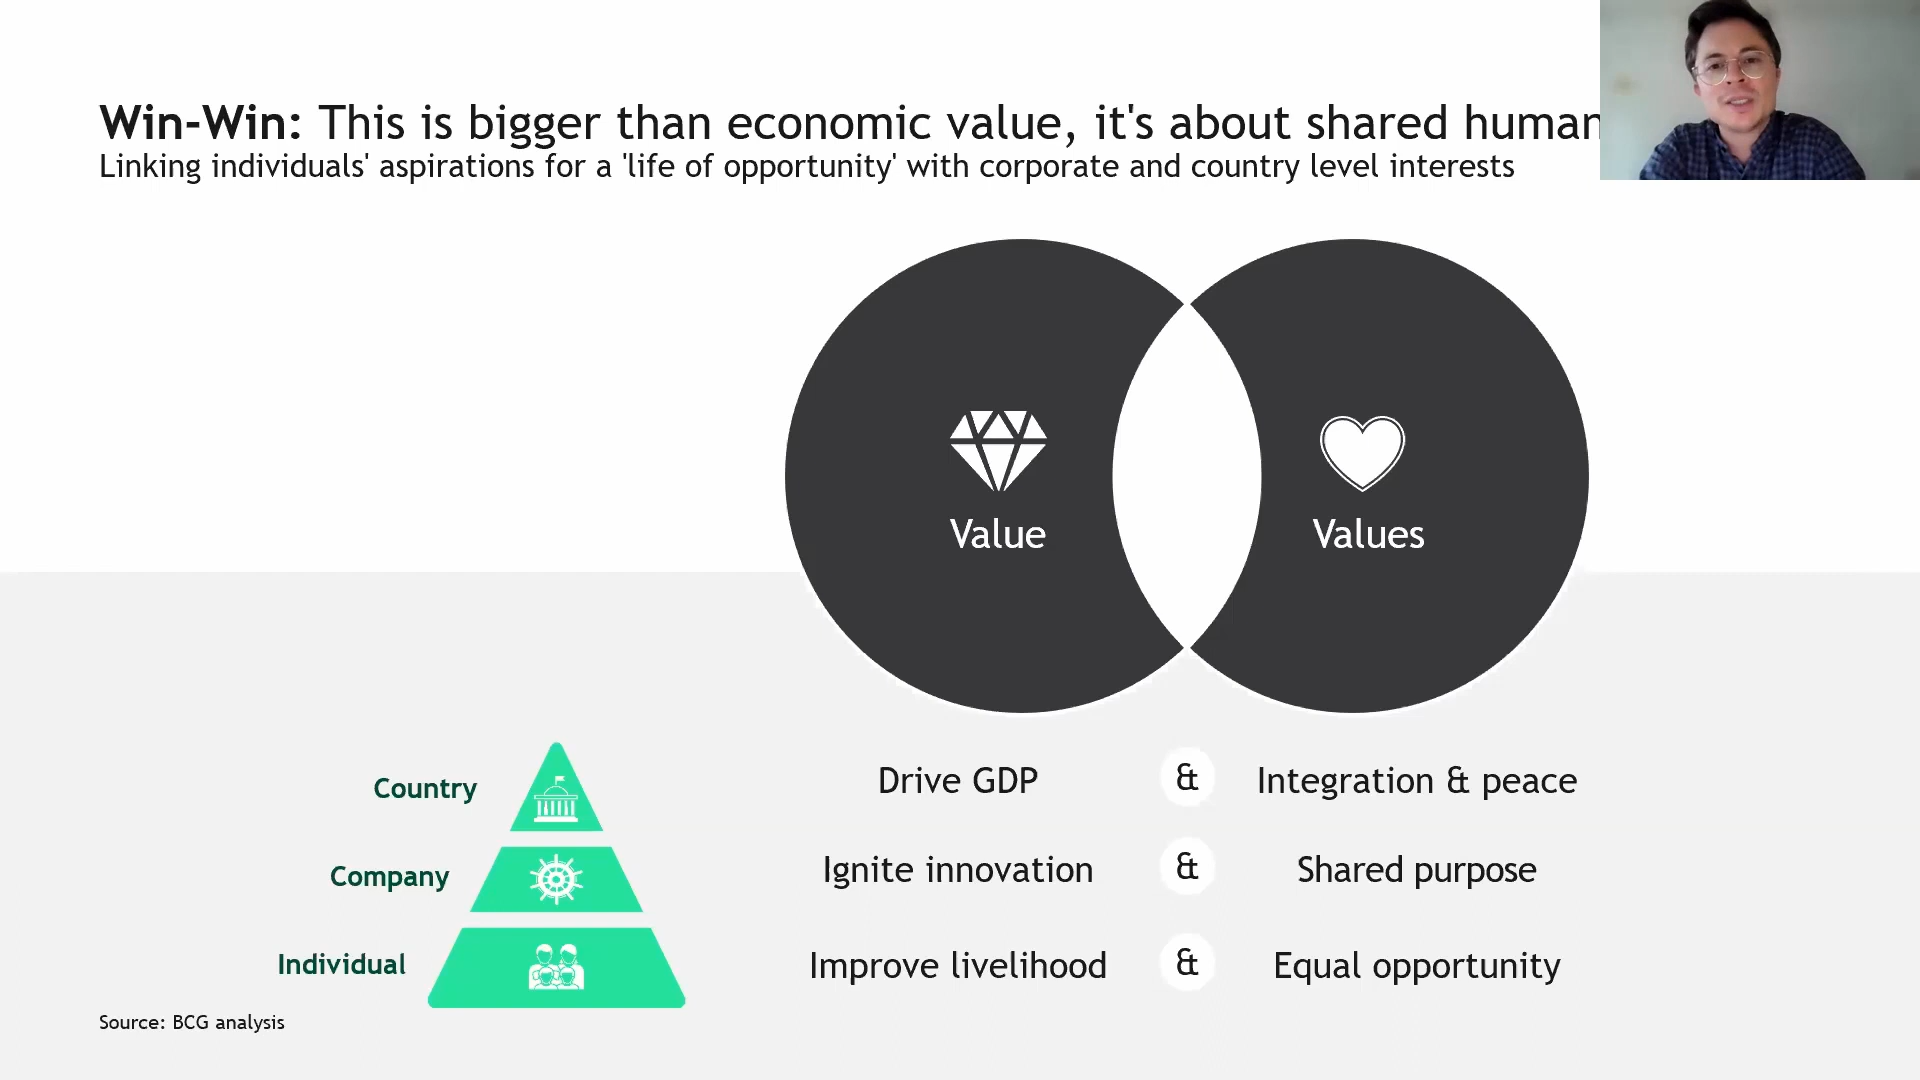 Win-Win: This is bigger than economic value, it's about shared human
Linking individuals' aspirations for a 'life of opportunity' with corporate and country level interests
Value Values
Country Drive GDP & Integration & peace
Company Ignite innovation & Shared purpose
Individual Improve livelihood & Equal opportunity
Source: BCG analysis